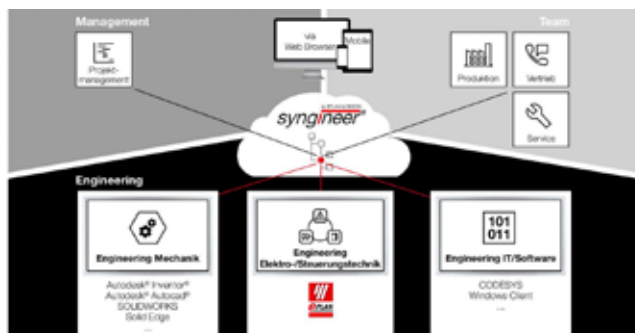 Management
Team
via
Web Browser
Mobile
Projekt-
management
Produktion
Vertrieb
Service
syngineer®
Engineering
Engineering Mechanik
Autodesk® Inventor®
Autodesk® Autocad®
SOLIDWORKS
Solid Edge
...
Engineering
Elektro-/Steuerungstechnik
ePLAN
101
011
Engineering IT/Software
CODESYS
Windows Client
...